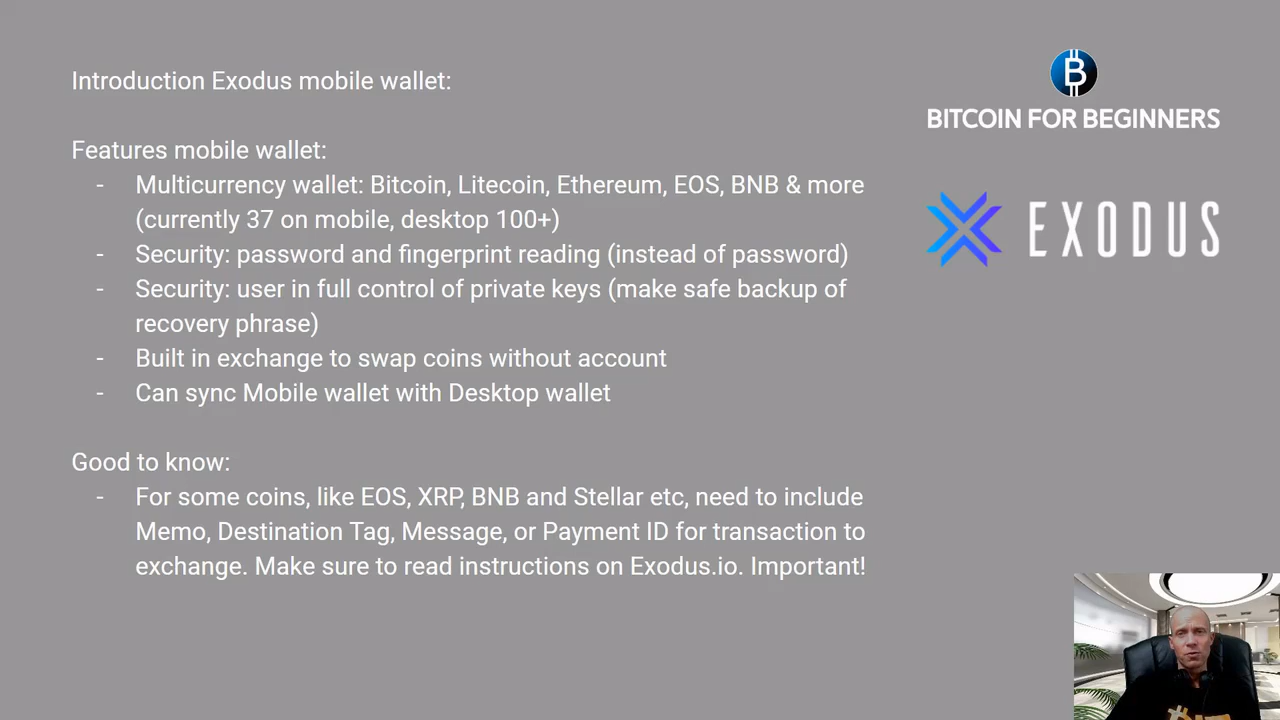 Introduction Exodus mobile wallet:
Features mobile wallet:
- Multicurrency wallet: Bitcoin, Litecoin, Ethereum, EOS, BNB & more
(currently 37 on mobile, desktop 100+)
- Security: password and fingerprint reading (instead of password)
- Security: user in full control of private keys (make safe backup of
recovery phrase)
- Built in exchange to swap coins without account
- Can sync Mobile wallet with Desktop wallet
Good to know:
- For some coins, like EOS, XRP, BNB and Stellar etc, need to include
Memo, Destination Tag, Message, or Payment ID for transaction to
exchange. Make sure to read instructions on Exodus.io. Important!
BITCOIN FOR BEGINNERS
EXODUS